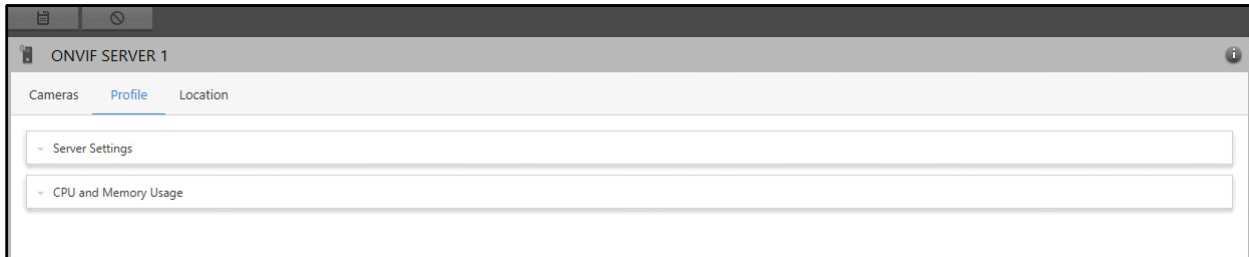 ONVIF SERVER 1
Cameras Profile Location
Server Settings
CPU and Memory Usage